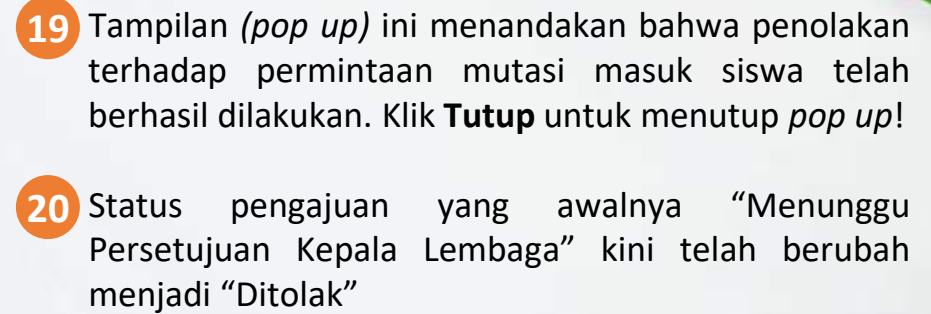 19 Tampilan (pop up) ini menandakan bahwa penolakan
terhadap permintaan mutasi masuk siswa telah
berhasil dilakukan. Klik Tutup untuk menutup pop up!
20 Status pengajuan yang awalnya “Menunggu
Persetujuan Kepala Lembaga” kini telah berubah
menjadi “Ditolak”